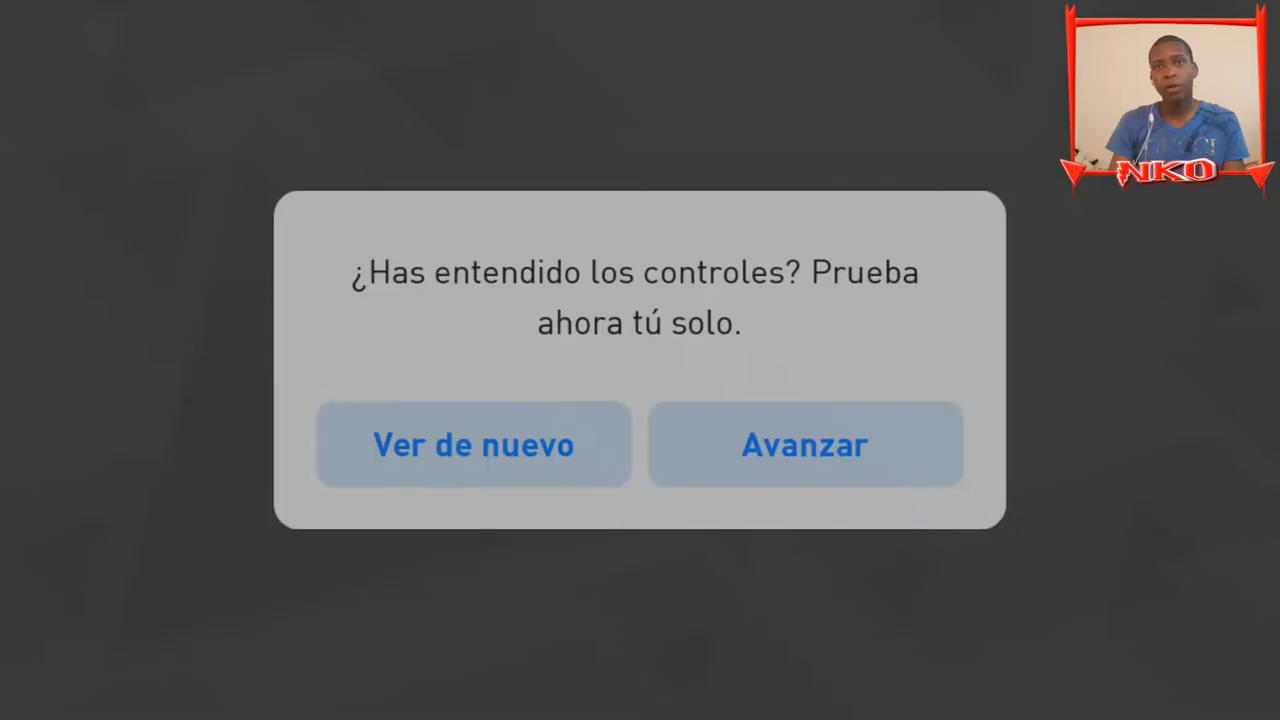 ¿Has entendido los controles? Prueba
ahora tú solo.
Ver de nuevo
Avanzar
NKO